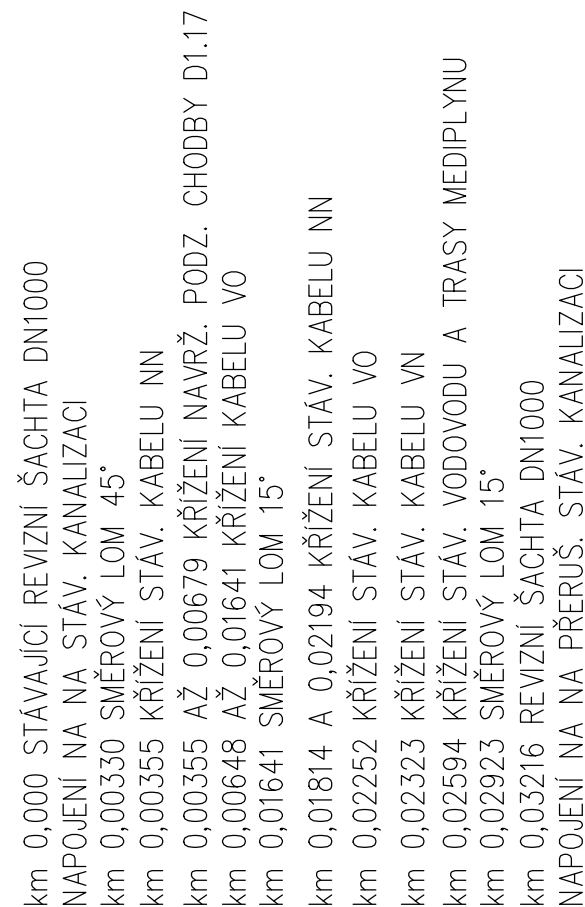 km 0,000 STÁVAJÍCÍ REVIZNÍ ŠACHTA DN1000
NAPOJENÍ NA NA STÁV. KANALIZACI
km 0,00330 SMĚROVÝ LOM 45°
km 0,00355 KŘÍŽENÍ STÁV. KABELU NN
km 0,00355 AŽ 0,00679 KŘÍŽENÍ NAVRŽ. PODZ. CHODBY D1.17
km 0,00648 AŽ 0,01641 KŘÍŽENÍ KABELU VO
km 0,01641 SMĚROVÝ LOM 15°
km 0,01814 A 0,02194 KŘÍŽENÍ STÁV. KABELU NN
km 0,02252 KŘÍŽENÍ STÁV. KABELU VO
km 0,02323 KŘÍŽENÍ STÁV. KABELU VN
km 0,02594 KŘÍŽENÍ STÁV. VODOVODU A TRASY MEDIPLYNU
km 0,02923 SMĚROVÝ LOM 15°
km 0,03216 REVIZNÍ ŠACHTA DN1000
NAPOJENÍ NA NA PŘERUŠ. STÁV. KANALIZACI